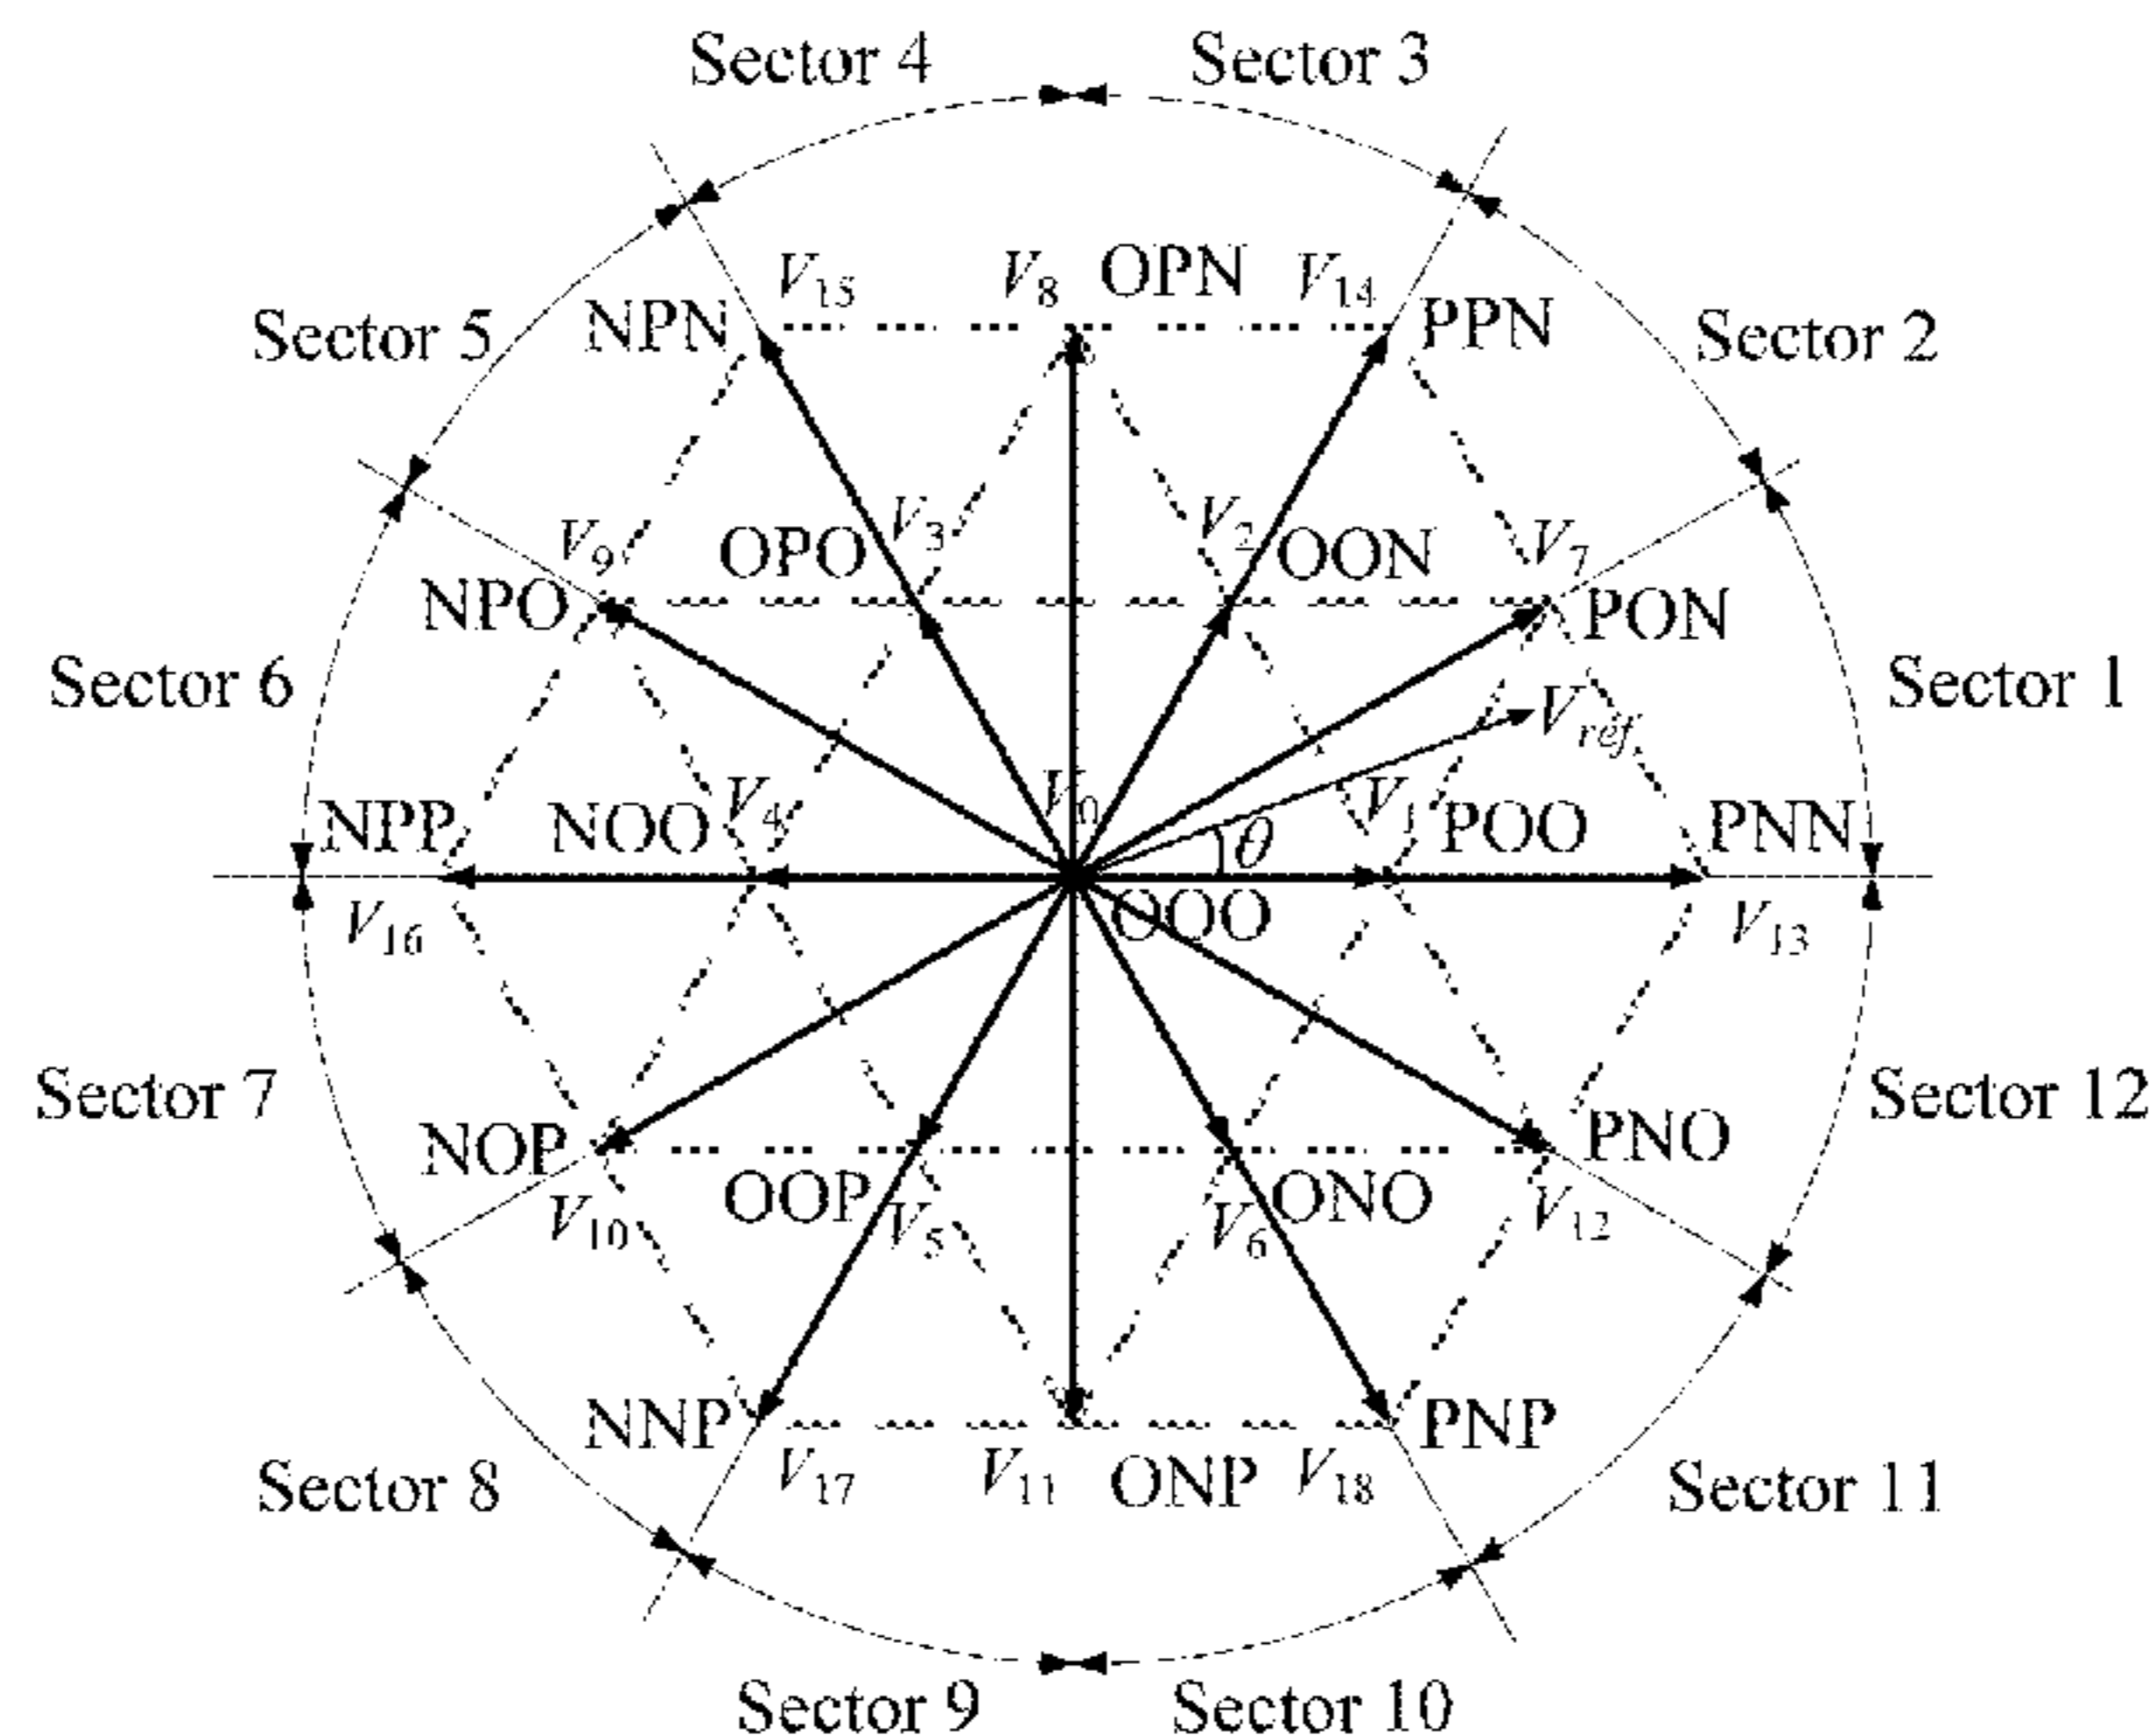 Sector 4
Sector 3
V15
V8
OPN
V14
NPN
PPN
Sector 5
Sector 2
V9
OPO
V3
V2
OON
V7
NPO
PON
Sector 6
Sector 1
Vref
NPP
NOO
V4
V0
V1
POO
PNN
θ
V16
OOO
V13
Sector 7
Sector 12
NOP
PNO
V10
OOP
V5
V6
ONO
V12
NNP
PNP
V17
V11
ONP
V18
Sector 8
Sector 11
Sector 9
Sector 10